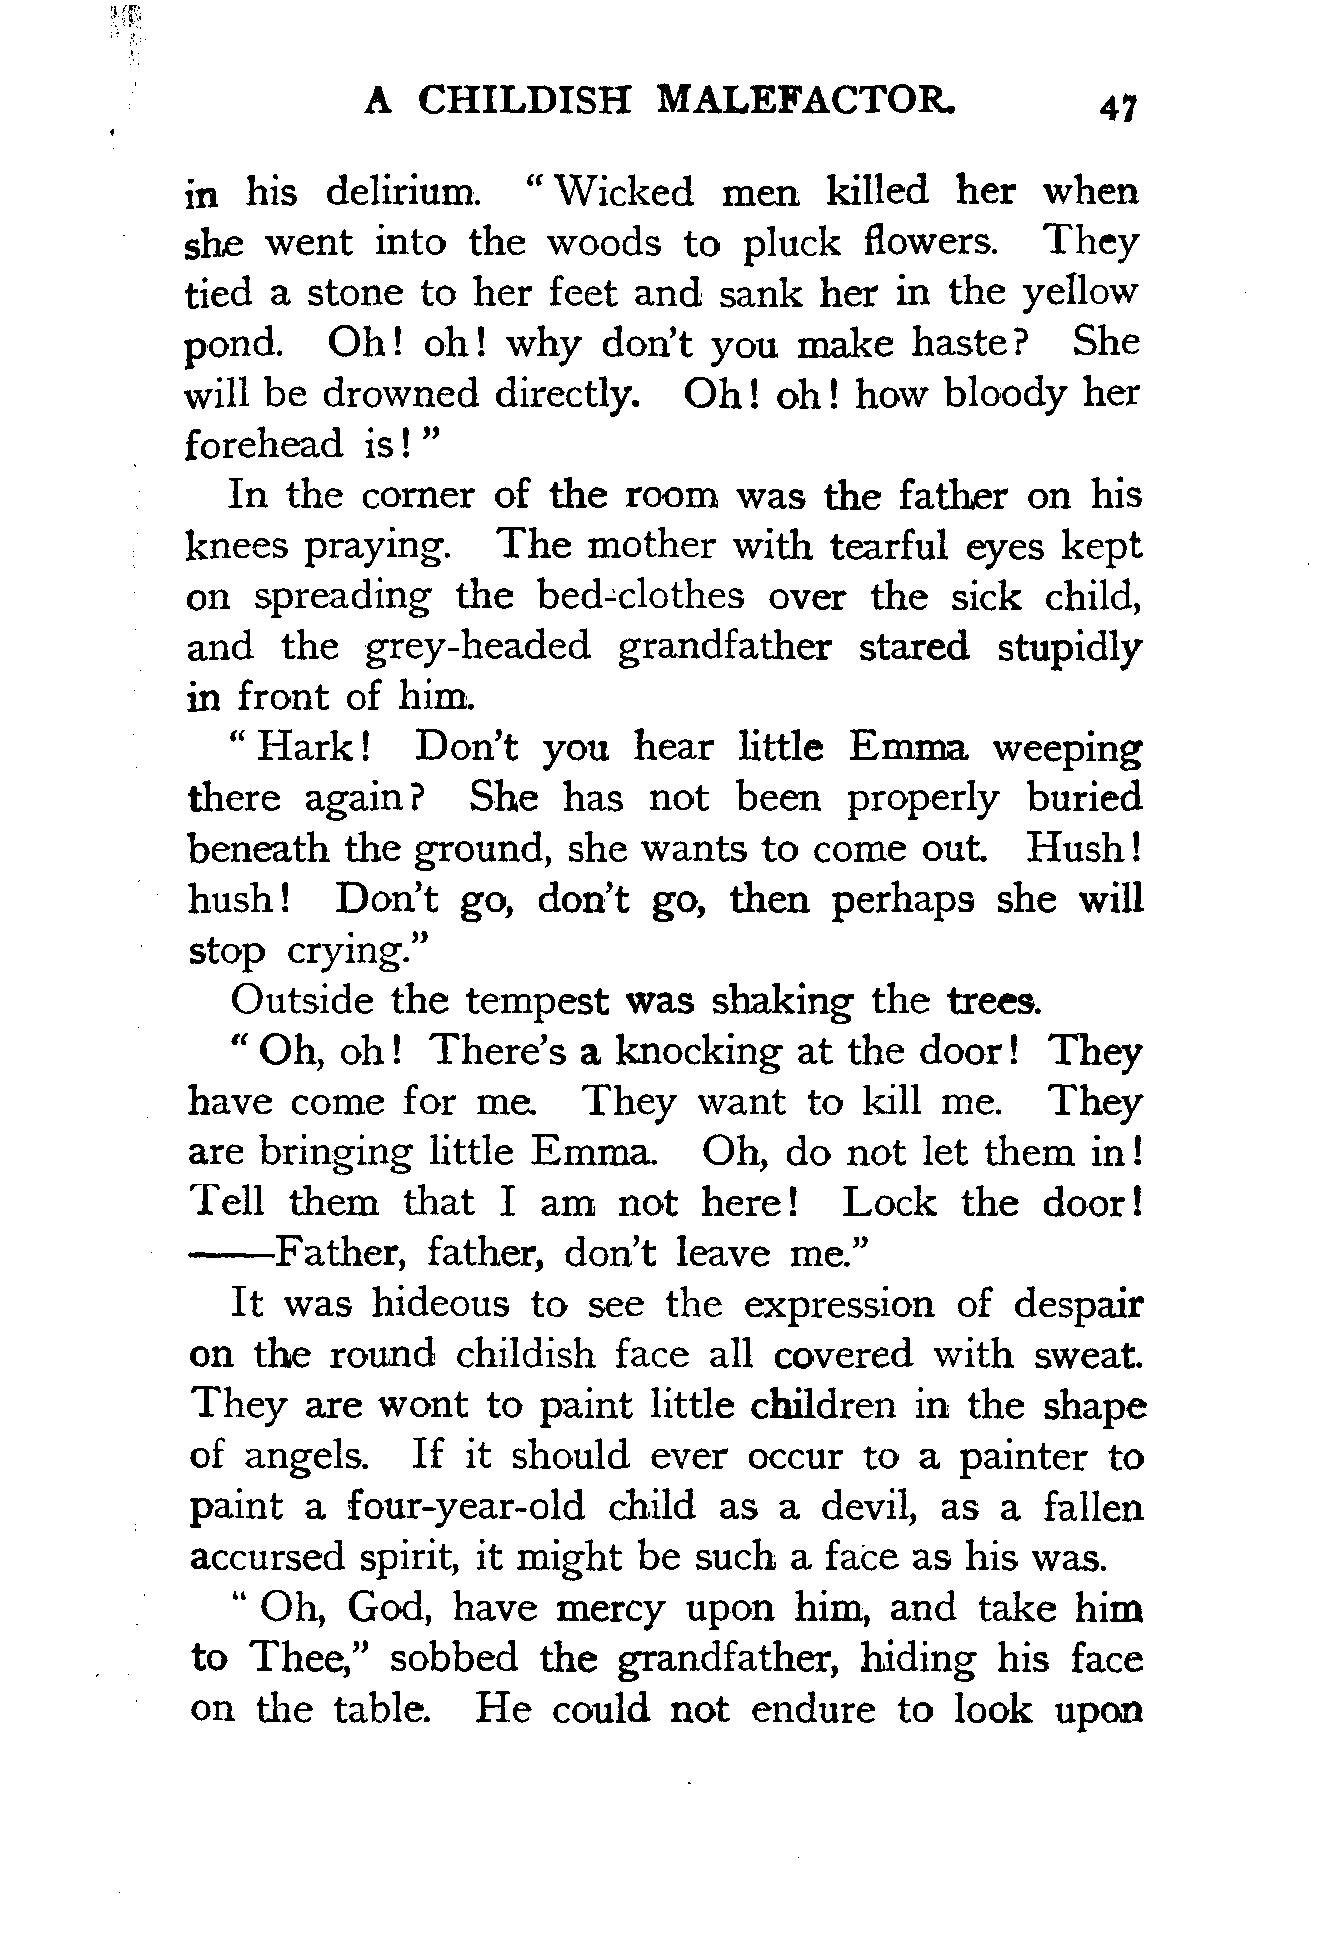 A CHILDISH MALEFACTOR. 47
in his delirium. “Wicked men killed her when
she went into the woods to pluck flowers. They
tied a stone to her feet and sank her in the yellow
pond. Oh! oh! why don’t you make haste? She
will be drowned directly. Oh! oh! how bloody her
forehead is!”
In the corner of the room was the father on his
knees praying. The mother with tearful eyes kept
on spreading the bed-clothes over the sick child,
and the grey-headed grandfather stared stupidly
in front of him.
“Hark! Don’t you hear little Emma weeping
there again? She has not been properly buried
beneath the ground, she wants to come out. Hush!
hush! Don’t go, don’t go, then perhaps she will
stop crying.”
Outside the tempest was shaking the trees.
“Oh, oh! There’s a knocking at the door! They
have come for me. They want to kill me. They
are bringing little Emma. Oh, do not let them in!
Tell them that I am not here! Lock the door!
——Father, father, don’t leave me.”
It was hideous to see the expression of despair
on the round childish face all covered with sweat.
They are wont to paint little children in the shape
of angels. If it should ever occur to a painter to
paint a four-year-old child as a devil, as a fallen
accursed spirit, it might be such a face as his was.
“Oh, God, have mercy upon him, and take him
to Thee,” sobbed the grandfather, hiding his face
on the table. He could not endure to look upon